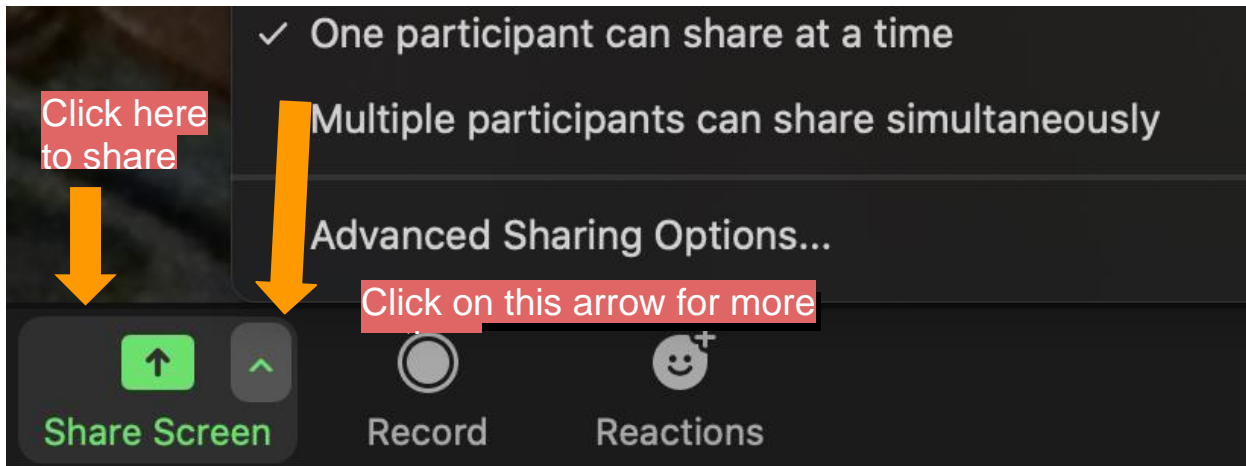 One participant can share at a time
Multiple participants can share simultaneously
Advanced Sharing Options...
Click here
to share
Click on this arrow for more
Share Screen
Record
Reactions